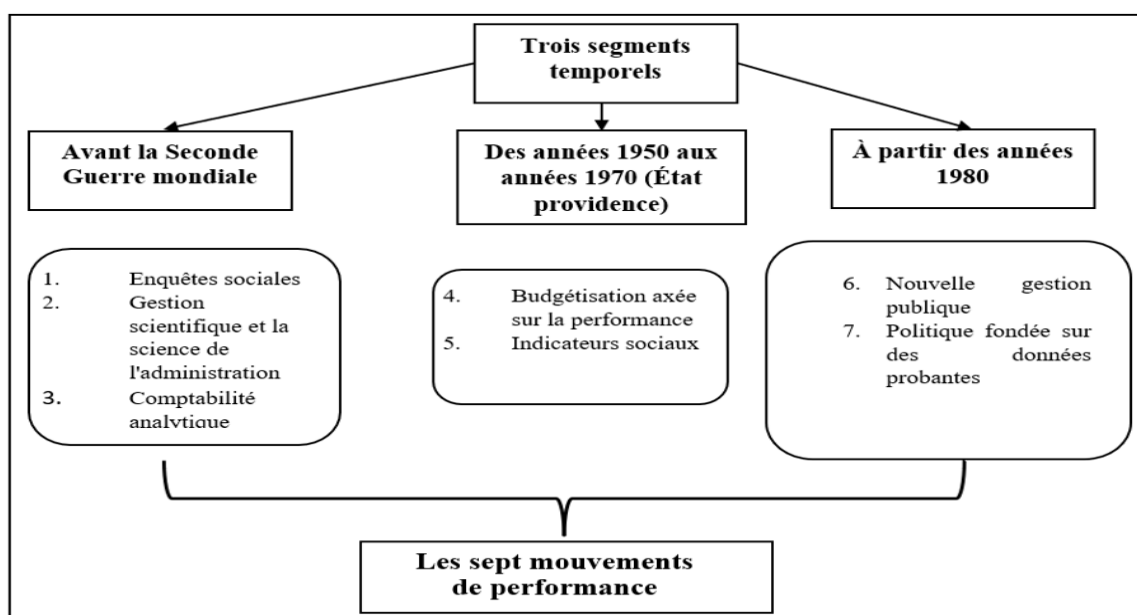 Trois segments
temporels
Avant la Seconde
Guerre mondiale
Des années 1950 aux
années 1970 (État
providence)
À partir des années
1980
1. Enquêtes sociales
2. Gestion
scientifique et la
science de
l'administration
3. Comptabilité
analytique
4. Budgétisation axée
sur la performance
5. Indicateurs sociaux
6. Nouvelle gestion
publique
7. Politique fondée sur
des données
probantes
Les sept mouvements
de performance